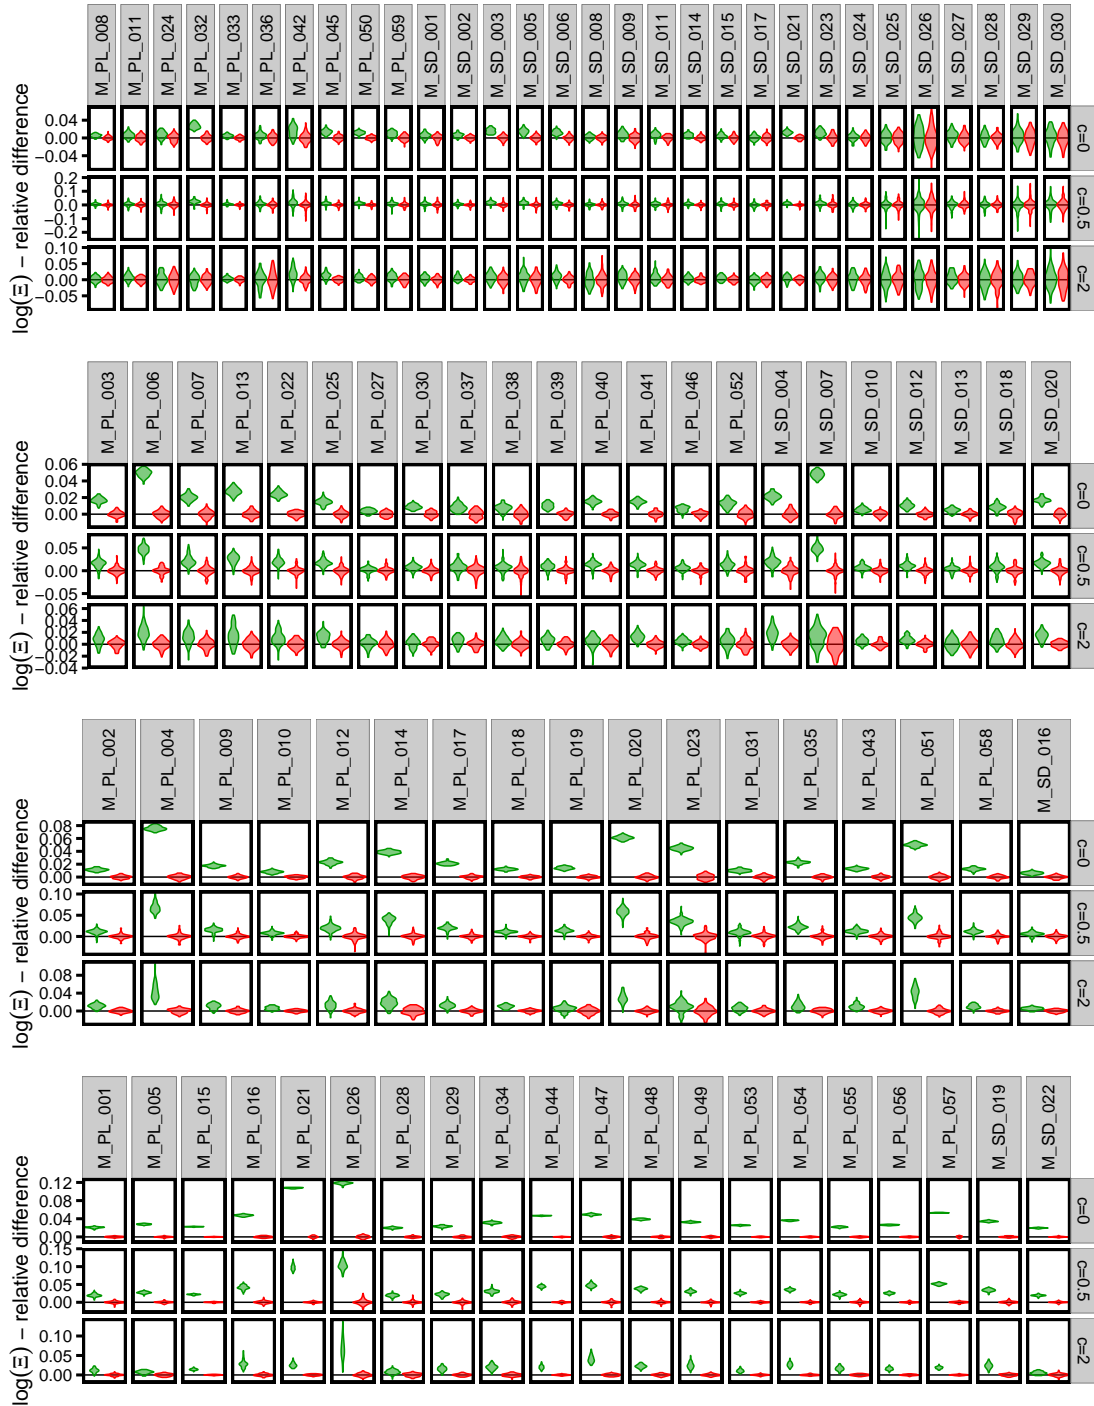 M_PL_008
M_PL_011
M_PL_024
M_PL_032
M_PL_033
M_PL_036
M_PL_042
M_PL_045
M_PL_050
M_PL_059
M_SD_001
M_SD_002
M_SD_003
M_SD_005
M_SD_006
M_SD_008
M_SD_009
M_SD_011
M_SD_014
M_SD_015
M_SD_017
M_SD_021
M_SD_023
M_SD_024
M_SD_025
M_SD_026
M_SD_027
M_SD_028
M_SD_029
M_SD_030
log(Ξ) − relative difference
0.04
0.00
−0.04
c=0
0.2
0.1
0.0
−0.1
−0.2
c=0.5
0.10
0.05
0.00
−0.05
c=2
M_PL_003
M_PL_006
M_PL_007
M_PL_013
M_PL_022
M_PL_025
M_PL_027
M_PL_030
M_PL_037
M_PL_038
M_PL_039
M_PL_040
M_PL_041
M_PL_046
M_PL_052
M_SD_004
M_SD_007
M_SD_010
M_SD_012
M_SD_013
M_SD_018
M_SD_020
log(Ξ) − relative difference
0.06
0.04
0.02
0.00
c=0
0.05
0.00
−0.05
c=0.5
0.06
0.04
0.02
0.00
−0.02
−0.04
c=2
M_PL_002
M_PL_004
M_PL_009
M_PL_010
M_PL_012
M_PL_014
M_PL_017
M_PL_018
M_PL_019
M_PL_020
M_PL_023
M_PL_031
M_PL_035
M_PL_043
M_PL_051
M_PL_058
M_SD_016
log(Ξ) − relative difference
0.08
0.06
0.04
0.02
0.00
c=0
0.10
0.05
0.00
c=0.5
0.08
0.04
0.00
c=2
M_PL_001
M_PL_005
M_PL_015
M_PL_016
M_PL_021
M_PL_026
M_PL_028
M_PL_029
M_PL_034
M_PL_044
M_PL_047
M_PL_048
M_PL_049
M_PL_053
M_PL_054
M_PL_055
M_PL_056
M_PL_057
M_SD_019
M_SD_022
log(Ξ) − relative difference
0.12
0.08
0.04
0.00
c=0
0.15
0.10
0.05
0.00
c=0.5
0.10
0.05
0.00
c=2